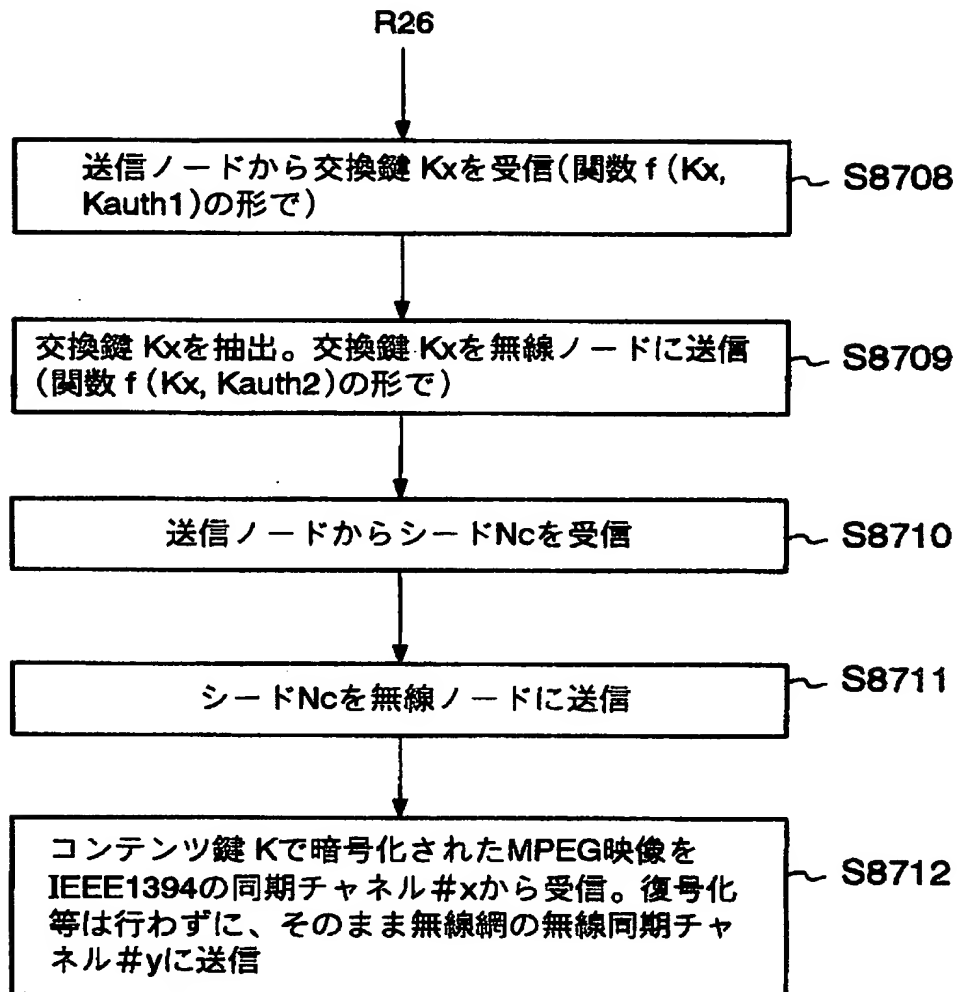 R26
送信ノードから交換鍵 Kxを受信(関数 f (Kx,
Kauth1)の形で)
S8708
交換鍵 Kxを抽出。交換鍵 Kxを無線ノードに送信
(関数 f (Kx, Kauth2)の形で)
S8709
送信ノードからシードNcを受信
S8710
シードNcを無線ノードに送信
S8711
コンテンツ鍵 Kで暗号化されたMPEG映像を
IEEE1394の同期チャネル#xから受信。復号化
等は行わずに、そのまま無線網の無線同期チャ
ネル#yに送信
S8712